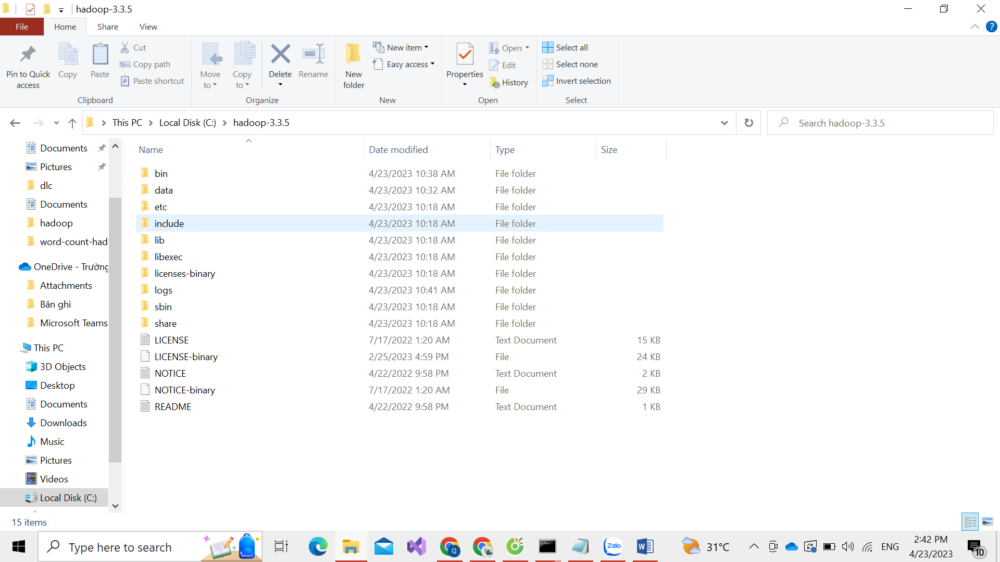 hadoop-3.3.5
File Home Share View
Pin to Quick access
Copy
Paste
Cut
Copy path
Paste shortcut
Clipboard
Move to
Copy to
Delete
Rename
Organize
New folder
New item
Easy access
New
Properties
Open
Edit
History
Open
Select all
Select none
Invert selection
Select
This PC Local Disk (C:) hadoop-3.3.5
Search hadoop-3.3.5
Documents
Pictures
dlc
Documents
hadoop
word-count-had
OneDrive - Trường
Attachments
Bản ghi
Microsoft Teams
This PC
3D Objects
Desktop
Documents
Downloads
Music
Pictures
Videos
Local Disk (C:)
Name Date modified Type Size
bin 4/23/2023 10:38 AM File folder
data 4/23/2023 10:32 AM File folder
etc 4/23/2023 10:18 AM File folder
include 4/23/2023 10:18 AM File folder
lib 4/23/2023 10:18 AM File folder
libexec 4/23/2023 10:18 AM File folder
licenses-binary 4/23/2023 10:18 AM File folder
logs 4/23/2023 10:41 AM File folder
sbin 4/23/2023 10:18 AM File folder
share 4/23/2023 10:18 AM File folder
LICENSE 7/17/2022 1:20 AM Text Document 15 KB
LICENSE-binary 2/25/2023 4:59 PM File 24 KB
NOTICE 4/22/2022 9:58 PM Text Document 2 KB
NOTICE-binary 7/17/2022 1:20 AM File 29 KB
README 4/22/2022 9:58 PM Text Document 1 KB
15 items
Type here to search
Q
Zalo
31°C
ENG
2:42 PM
4/23/2023
10